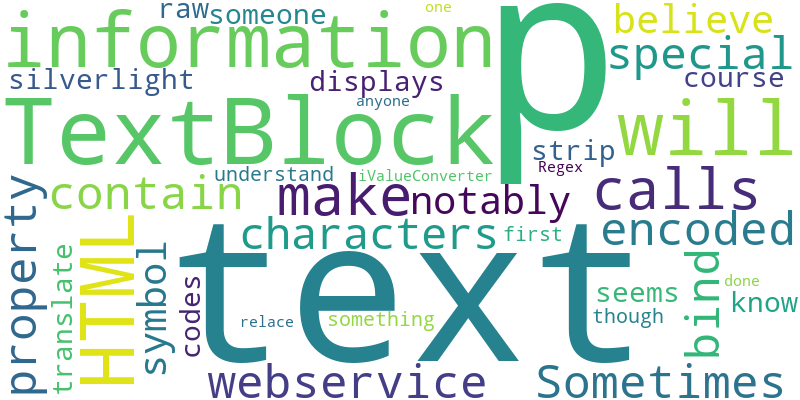 raw someone one believe
information p special
silverlight displays course
TextBlock anyone will
strip
understand iValueConverter Regex
contain make notably calls
property characters first encoded
HTML text
translate symbol codes bind done
seems know
relace something though
webservice Sometimes